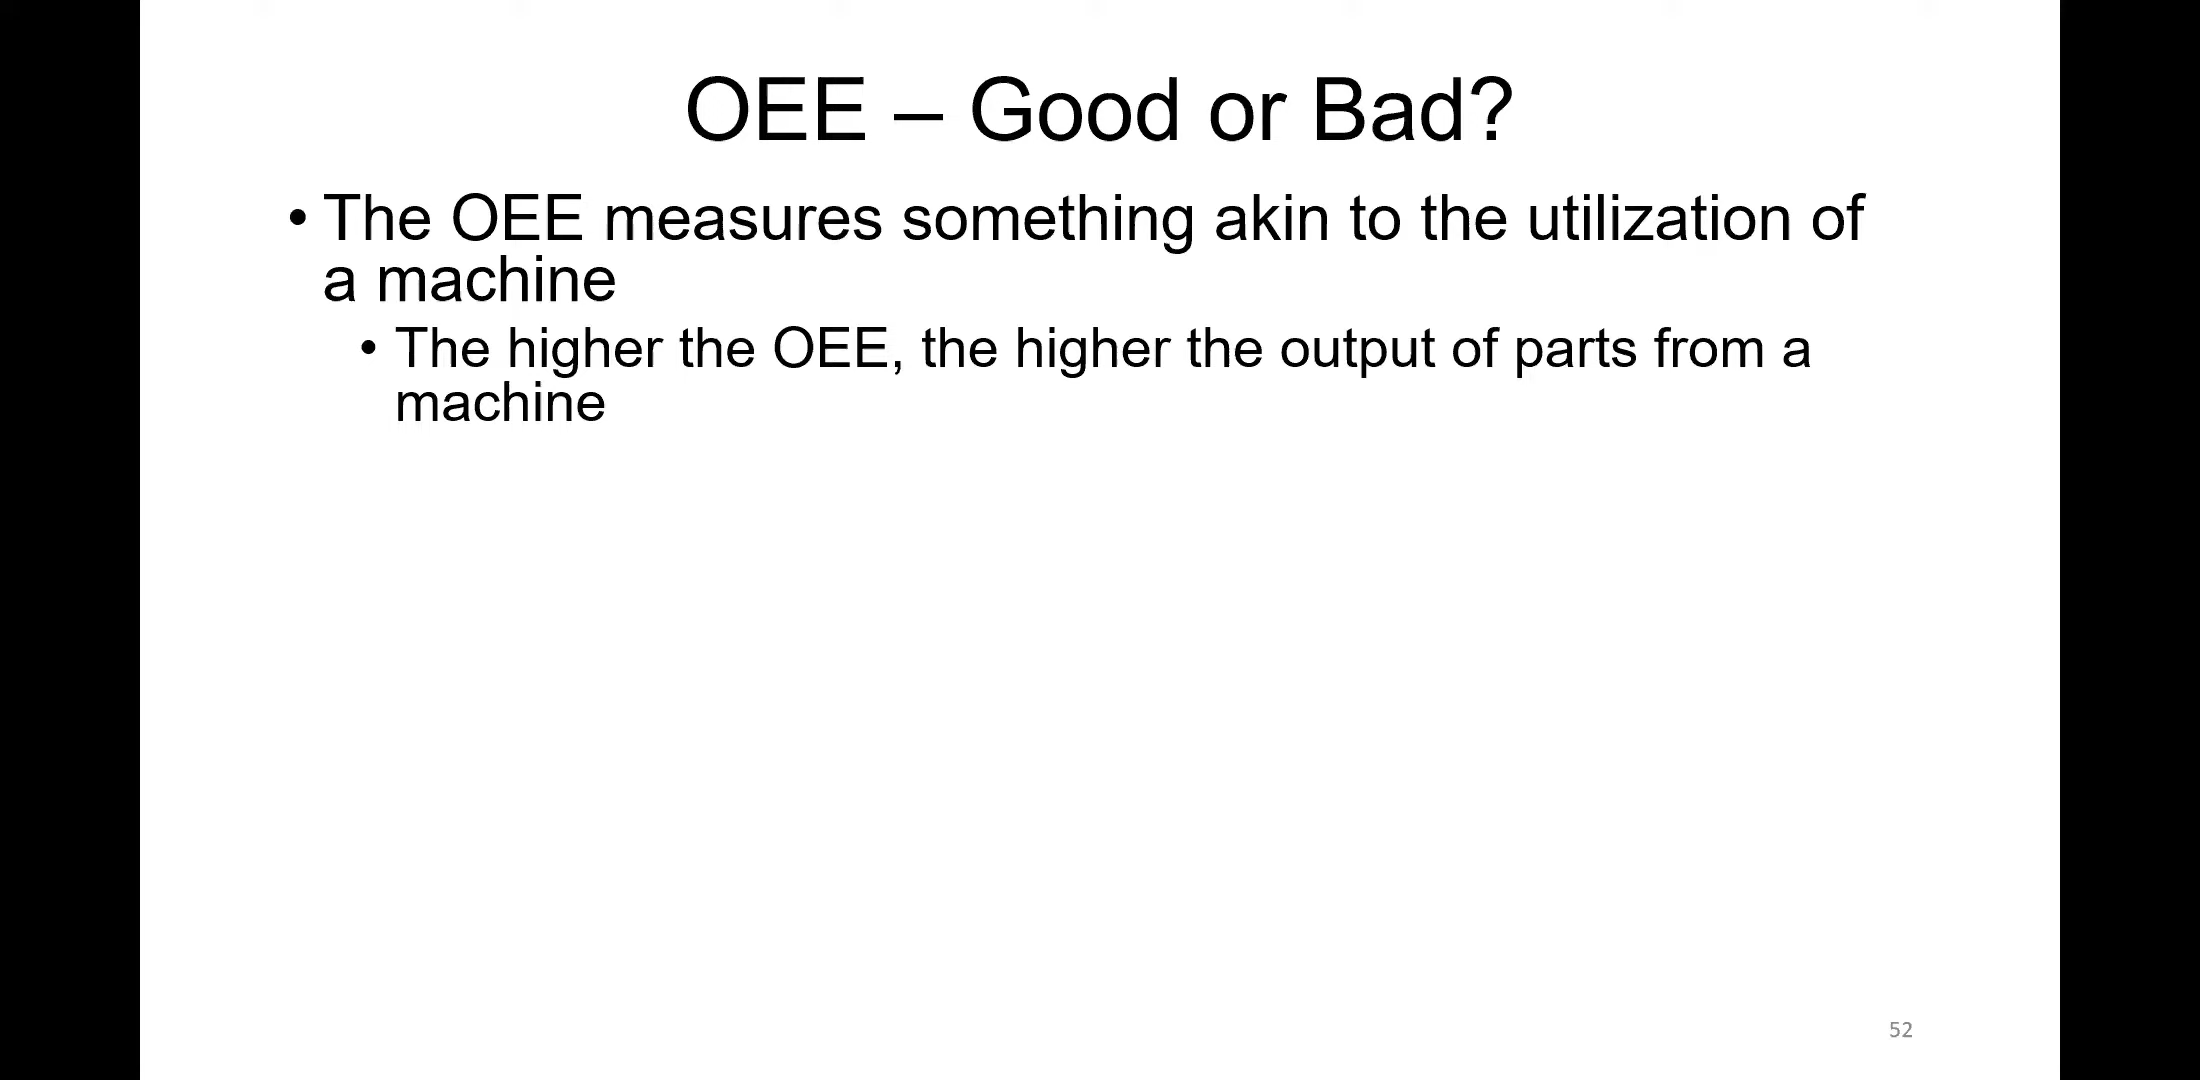 OEE – Good or Bad?
• The OEE measures something akin to the utilization of
a machine
• The higher the OEE, the higher the output of parts from a
machine
52